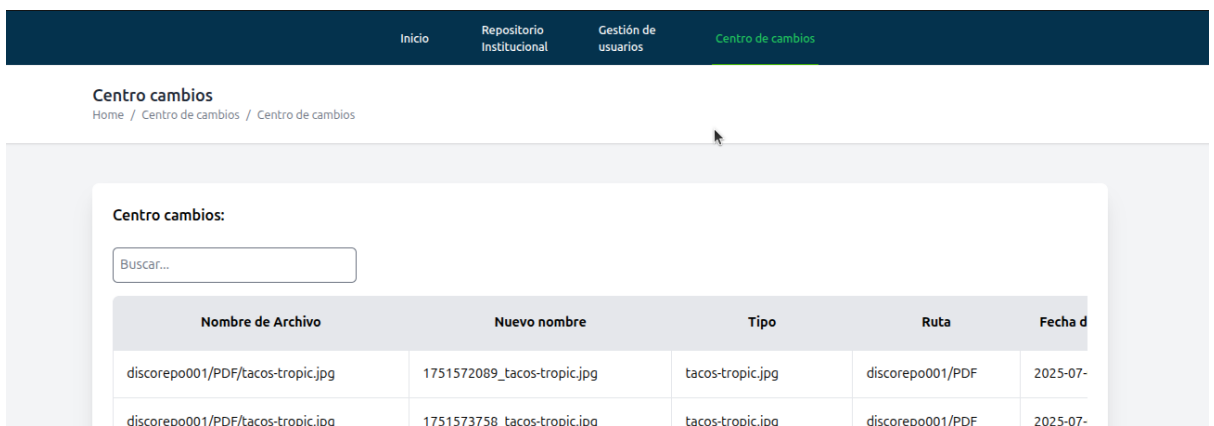 Inicio
Repositorio
Institucional
Gestión de
usuarios
Centro de cambios
Centro cambios
Home / Centro de cambios / Centro de cambios
Centro cambios:
Buscar...
Nombre de Archivo Nuevo nombre Tipo Ruta Fecha d
discorepo001/PDF/tacos-tropic.jpg 1751572089_tacos-tropic.jpg tacos-tropic.jpg discorepo001/PDF 2025-07-
discorepo001/PDF/tacos-tropic.jpg 1751573758_tacos-tropic.jpg tacos-tropic.jpg discorepo001/PDF 2025-07-